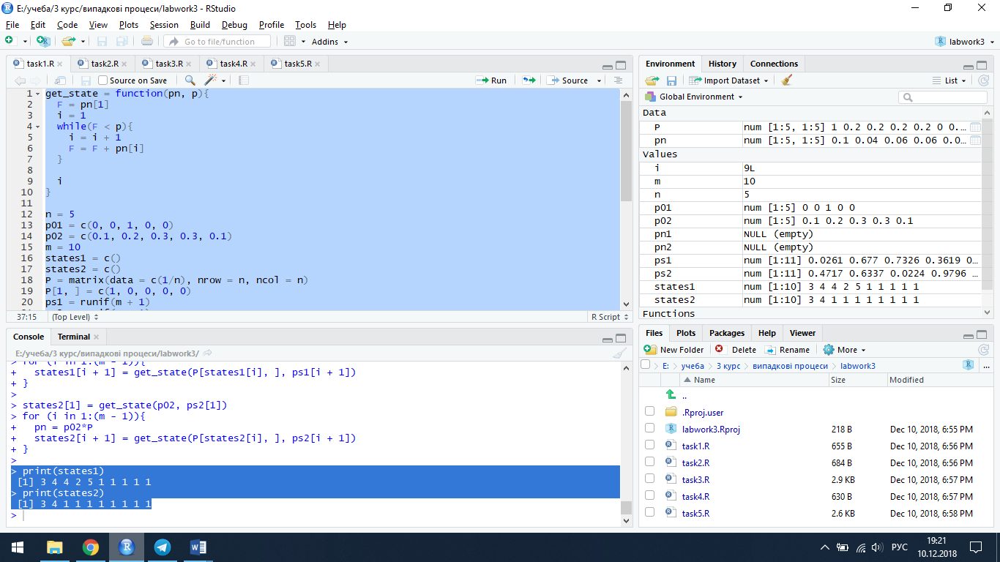 E:/учеба/3 курс/випадкові процеси/labwork3 - RStudio
File Edit Code View Plots Session Build Debug Profile Tools Help
Go to file/function Addins labwork3
task1.R task2.R task3.R task4.R task5.R
Source on Save Run Source
1 get_state = function(pn, p){
2 F = pn[1]
3 i = 1
4 while(F < p){
5 i = i + 1
6 F = F + pn[i]
7 }
8
9 i
10 }
11
12 n = 5
13 pO1 = c(0, 0, 1, 0, 0)
14 pO2 = c(0.1, 0.2, 0.3, 0.3, 0.1)
15 m = 10
16 states1 = c()
17 states2 = c()
18 P = matrix(data = c(1/n), nrow = n, ncol = n)
19 P[1, ] = c(1, 0, 0, 0, 0)
20 ps1 = runif(m + 1)
37:15 (Top Level) R Script
Console Terminal
E:/учеба/3 курс/випадкові процеси/labwork3/
> for (i in 1:(m - 1)){
+ states1[i + 1] = get_state(P[states1[i], ], ps1[i + 1])
+ }
>
> states2[1] = get_state(pO2, ps2[1])
> for (i in 1:(m - 1)){
+ pn = pO2*P
+ states2[i + 1] = get_state(P[states2[i], ], ps2[i + 1])
+ }
>
> print(states1)
[1] 3 4 4 2 5 1 1 1 1 1
> print(states2)
[1] 3 4 1 1 1 1 1 1 1 1
>
Environment History Connections
Import Dataset List
Global Environment
Data
P num [1:5, 1:5] 1 0.2 0.2 0.2 0.2 0 0...
pn num [1:5, 1:5] 0.1 0.04 0.06 0.06 0.0...
Values
i 9L
m 10
n 5
pO1 num [1:5] 0 0 1 0 0
pO2 num [1:5] 0.1 0.2 0.3 0.3 0.1
pn1 NULL (empty)
pn2 NULL (empty)
ps1 num [1:11] 0.0261 0.677 0.7326 0.3619 0...
ps2 num [1:11] 0.4717 0.6337 0.0224 0.9796 ...
states1 num [1:10] 3 4 4 2 5 1 1 1 1 1
states2 num [1:10] 3 4 1 1 1 1 1 1 1 1
Functions
Files Plots Packages Help Viewer
New Folder Delete Rename More
E: учеба 3 курс випадкові процеси labwork3 ...
Name Size Modified
..
.Rproj.user
labwork3.Rproj 218 B Dec 10, 2018, 6:55 PM
task1.R 655 B Dec 10, 2018, 6:56 PM
task2.R 684 B Dec 10, 2018, 6:56 PM
task3.R 2.9 KB Dec 10, 2018, 6:57 PM
task4.R 630 B Dec 10, 2018, 6:57 PM
task5.R 2.6 KB Dec 10, 2018, 6:58 PM
РУС
19:21
10.12.2018